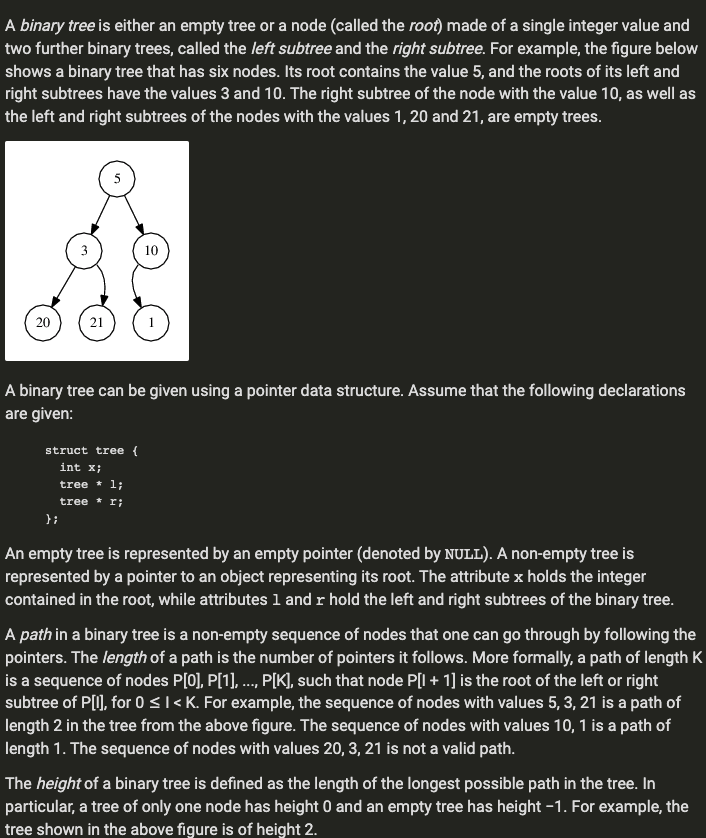 A binary tree is either an empty tree or a node (called the root) made of a single integer value and
two further binary trees, called the left subtree and the right subtree. For example, the figure below
shows a binary tree that has six nodes. Its root contains the value 5, and the roots of its left and
right subtrees have the values 3 and 10. The right subtree of the node with the value 10, as well as
the left and right subtrees of the nodes with the values 1, 20 and 21, are empty trees.
5
3 10
20 21 1
A binary tree can be given using a pointer data structure. Assume that the following declarations
are given:
struct tree {
int x;
tree * l;
tree * r;
};
An empty tree is represented by an empty pointer (denoted by NULL). A non-empty tree is
represented by a pointer to an object representing its root. The attribute x holds the integer
contained in the root, while attributes l and r hold the left and right subtrees of the binary tree.
A path in a binary tree is a non-empty sequence of nodes that one can go through by following the
pointers. The length of a path is the number of pointers it follows. More formally, a path of length K
is a sequence of nodes P[0], P[1], ..., P[K], such that node P[I + 1] is the root of the left or right
subtree of P[I], for 0 ≤ I < K. For example, the sequence of nodes with values 5, 3, 21 is a path of
length 2 in the tree from the above figure. The sequence of nodes with values 10, 1 is a path of
length 1. The sequence of nodes with values 20, 3, 21 is not a valid path.
The height of a binary tree is defined as the length of the longest possible path in the tree. In
particular, a tree of only one node has height 0 and an empty tree has height −1. For example, the
tree shown in the above figure is of height 2.